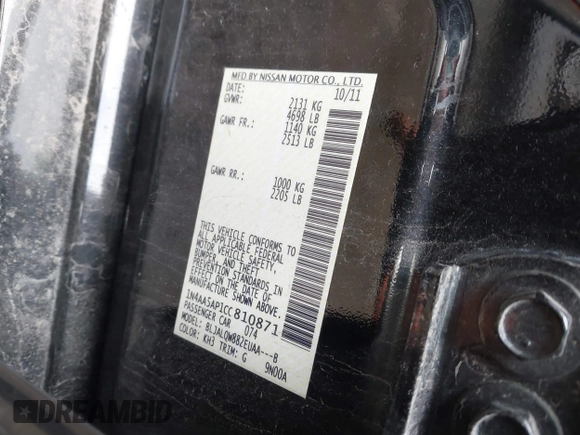 MFD BY NISSAN MOTOR CO., LTD.
DATE: 10/11
GVWR: 2131 KG
4698 LB
GAWR FR.: 1140 KG
2513 LB
GAWR RR.: 1000 KG
2205 LB
THIS VEHICLE CONFORMS TO
ALL APPLICABLE FEDERAL
MOTOR VEHICLE SAFETY,
BUMPER, AND THEFT
PREVENTION STANDARDS IN
EFFECT ON THE DATE OF
MANUFACTURE SHOWN ABOVE.
1N4AA5AP1CC810871
PASSENGER CAR 074
MODEL: BLJALQWBB2EUAA---B
COLOR: KH3 TRIM: G 9N00A
DREAMBID